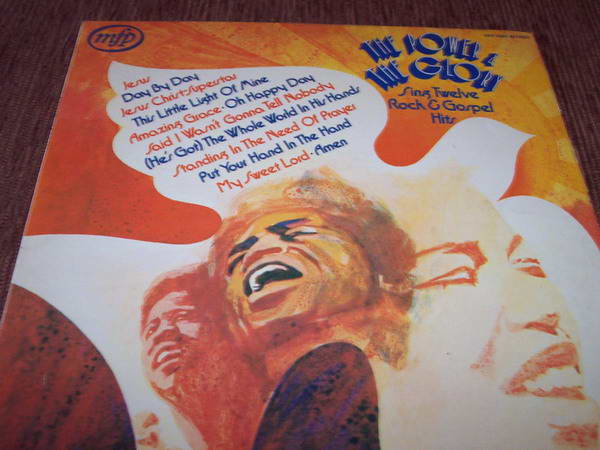 mfp
THE POWER &
THE GLORY
Sing Twelve
Rock & Gospel
Hits
Jesus
Day By Day
Jesus Christ-Superstar
This Little Light Of Mine
Amazing Grace·Oh Happy Day
Said I Wasn't Gonna Tell Nobody
(He's Got) The Whole World In His Hands
Standing In The Need Of Prayer
Put Your Hand In The Hand
My Sweet Lord·Amen